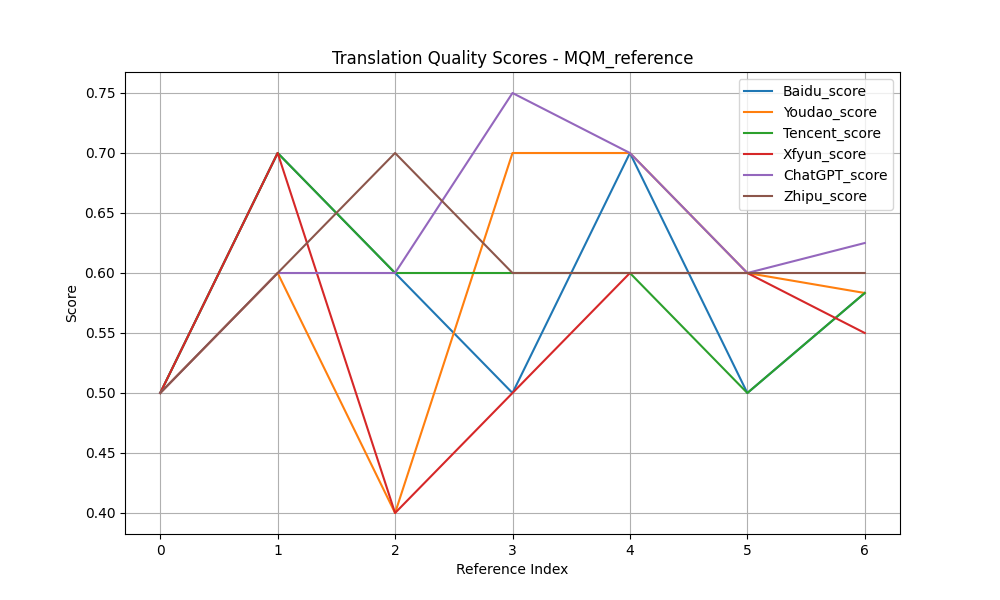 Translation Quality Scores - MQM_reference
Baidu_score
Youdao_score
Tencent_score
Xfyun_score
ChatGPT_score
Zhipu_score
Score
0.75
0.70
0.65
0.60
0.55
0.50
0.45
0.40
0 1 2 3 4 5 6
Reference Index